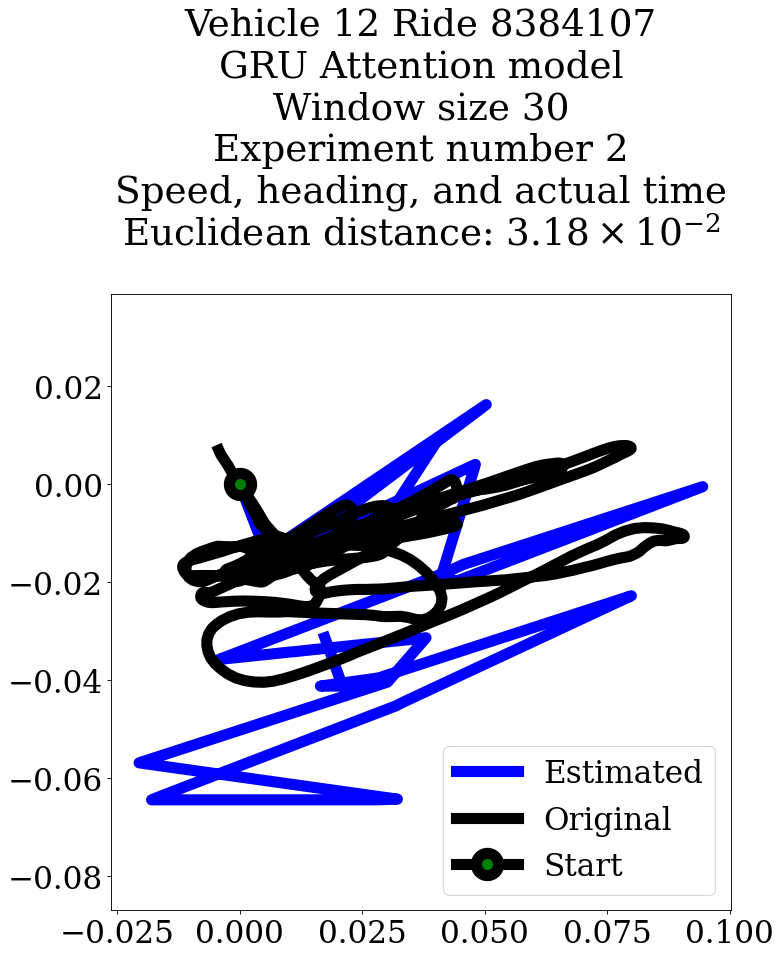 Vehicle 12 Ride 8384107
GRU Attention model
Window size 30
Experiment number 2
Speed, heading, and actual time
Euclidean distance: 3.18 × 10⁻²
0.02
0.00
−0.02
−0.04
−0.06
−0.08
Estimated
Original
Start
−0.025 0.000 0.025 0.050 0.075 0.100